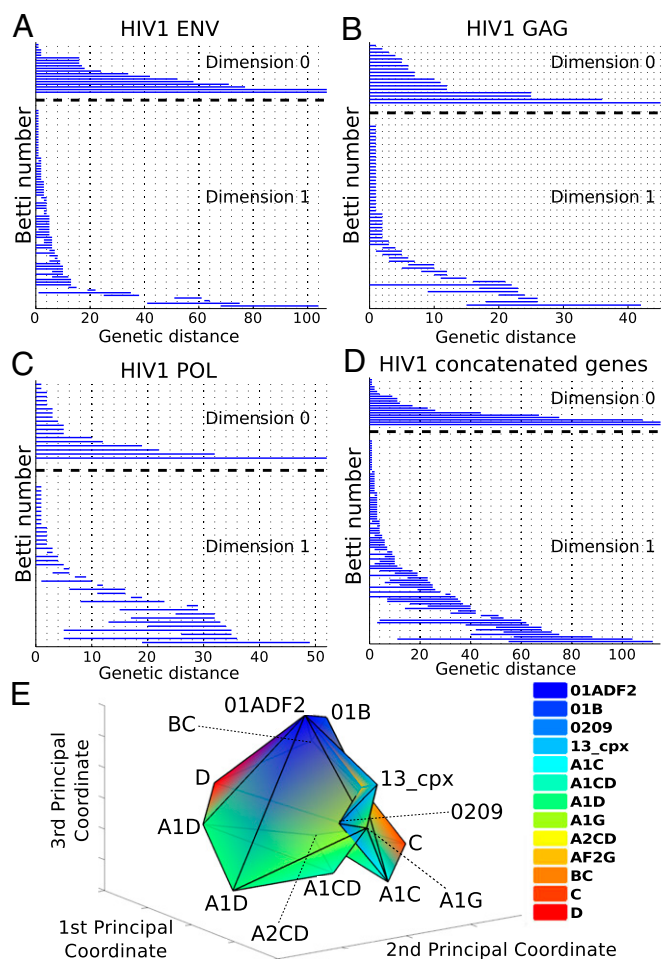 A
HIV1 ENV
Dimension 0
Betti number
Dimension 1
0 20 40 60 80 100
Genetic distance
B
HIV1 GAG
Dimension 0
Betti number
Dimension 1
0 10 20 30 40
Genetic distance
C
HIV1 POL
Dimension 0
Betti number
Dimension 1
0 10 20 30 40 50
Genetic distance
D
HIV1 concatenated genes
Dimension 0
Betti number
Dimension 1
0 20 40 60 80 100
Genetic distance
E
01ADF2
01B
BC
D
13_cpx
0209
A1D
C
A1D
A1CD
A1C
A1G
A2CD
3rd Principal
Coordinate
1st Principal
Coordinate
2nd Principal Coordinate
01ADF2
01B
0209
13_cpx
A1C
A1CD
A1D
A1G
A2CD
AF2G
BC
C
D